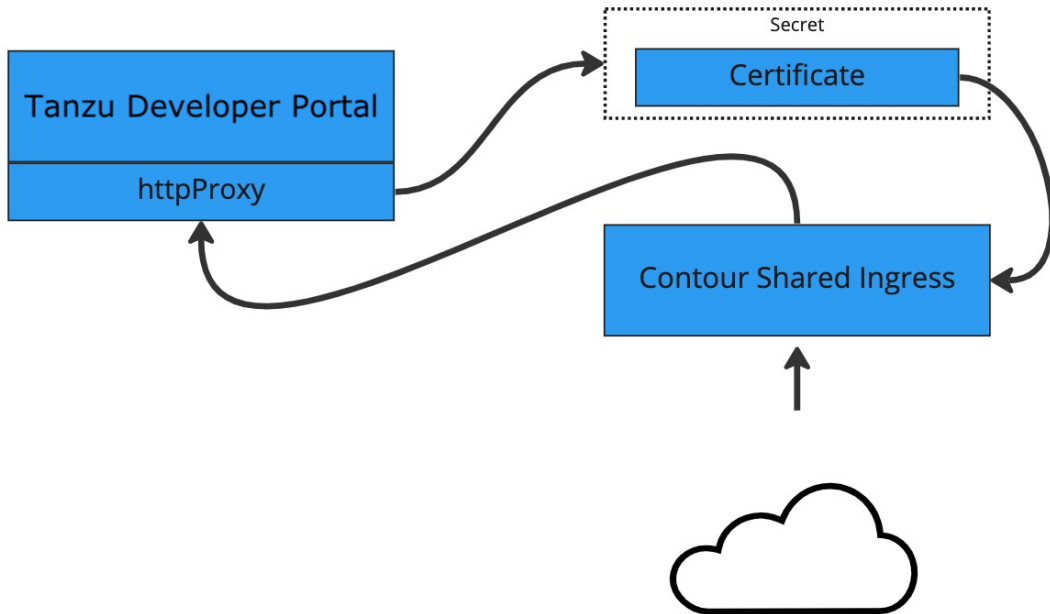 Secret
Certificate
Tanzu Developer Portal
httpProxy
Contour Shared Ingress